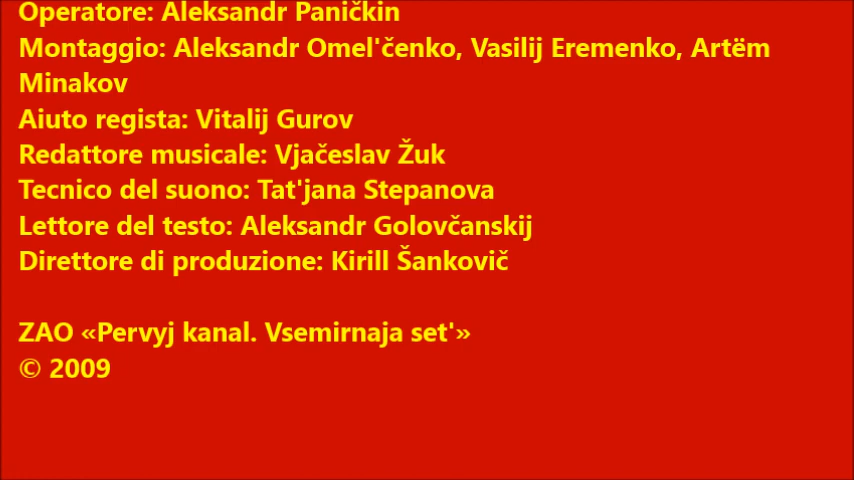 Operatore: Aleksandr Paničkin
Montaggio: Aleksandr Omel'čenko, Vasilij Eremenko, Artëm
Minakov
Aiuto regista: Vitalij Gurov
Redattore musicale: Vjačeslav Žuk
Tecnico del suono: Tat'jana Stepanova
Lettore del testo: Aleksandr Golovčanskij
Direttore di produzione: Kirill Šankovič
ZAO «Pervyj kanal. Vsemirnaja set'»
© 2009